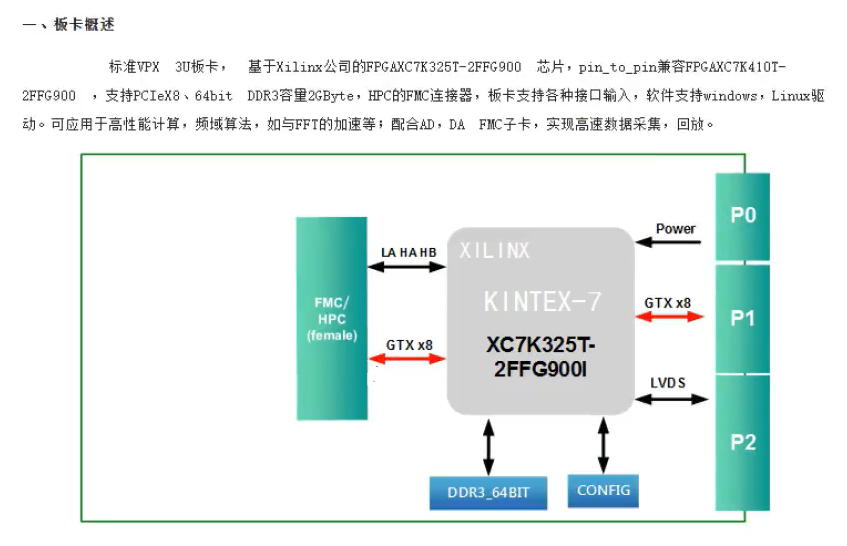 一、板卡概述
标准VPX 3U板卡, 基于Xilinx公司的FPGAXC7K325T-2FFG900 芯片,pin_to_pin兼容FPGAXC7K410T-
2FFG900 ,支持PCIeX8、64bit DDR3容量2GByte,HPC的FMC连接器,板卡支持各种接口输入,软件支持windows,Linux驱
动。可应用于高性能计算,频域算法,如与FFT的加速等;配合AD,DA FMC子卡,实现高速数据采集,回放。
P0
Power
XILINX
LA HA HB
FMC/
HPC
(female)
KINTEX-7
GTX x8
P1
GTX x8
XC7K325T-
2FFG900I
LVDS
P2
DDR3_64BIT
CONFIG